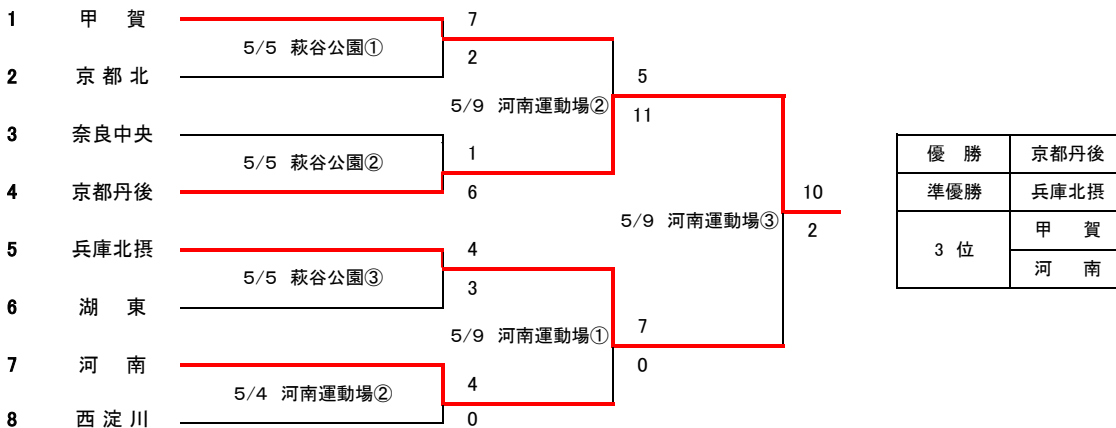 1 甲 賀 7
5/5 萩谷公園①
2 京 都 北 2
5
5/9 河南運動場②
11
3 奈良中央
5/5 萩谷公園② 1
4 京都丹後 6
10
5/9 河南運動場③
2
5 兵庫北摂 4
5/5 萩谷公園③
3
6 湖 東
7
5/9 河南運動場①
0
7 河 南
5/4 河南運動場② 4
8 西 淀 川 0
優 勝 京都丹後
準優勝 兵庫北摂
3 位 甲 賀
河 南